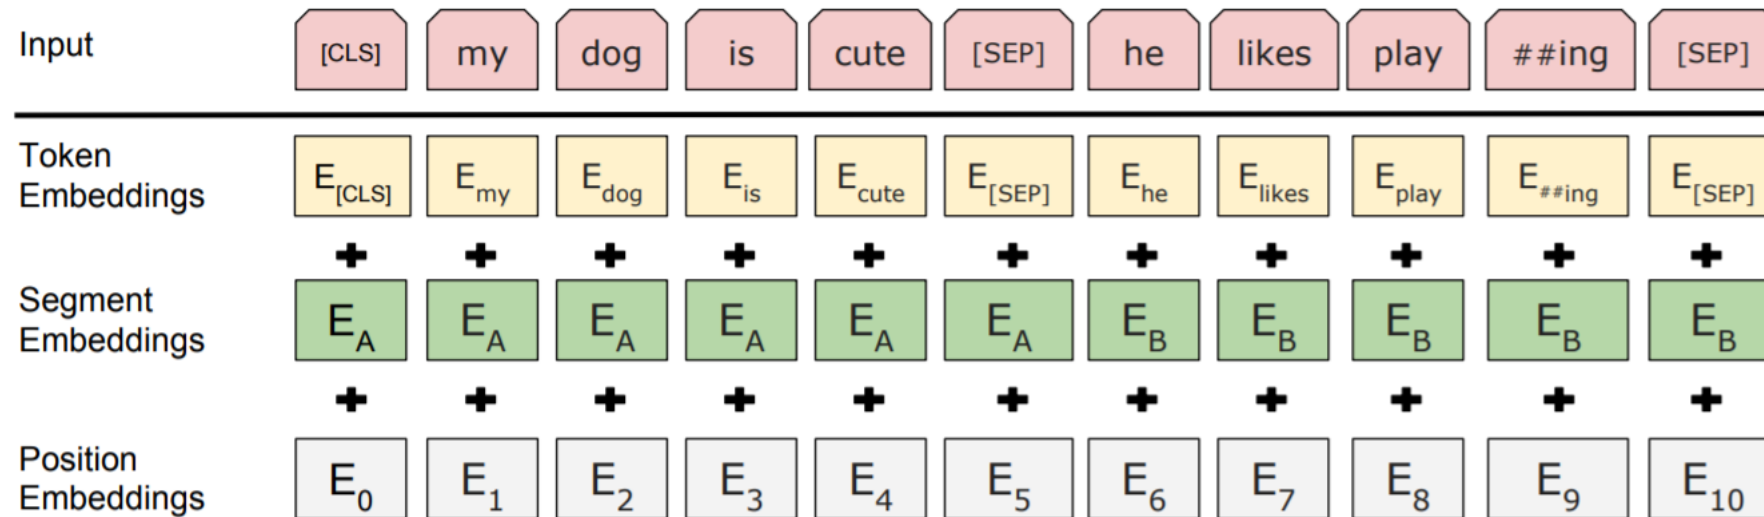 Input [CLS] my dog is cute [SEP] he likes play ##ing [SEP]
Token
Embeddings E[CLS] Emy Edog Eis Ecute E[SEP] Ehe Elikes Eplay E##ing E[SEP]
+ + + + + + + + + + +
Segment
Embeddings EA EA EA EA EA EA EB EB EB EB EB
+ + + + + + + + + + +
Position
Embeddings E0 E1 E2 E3 E4 E5 E6 E7 E8 E9 E10